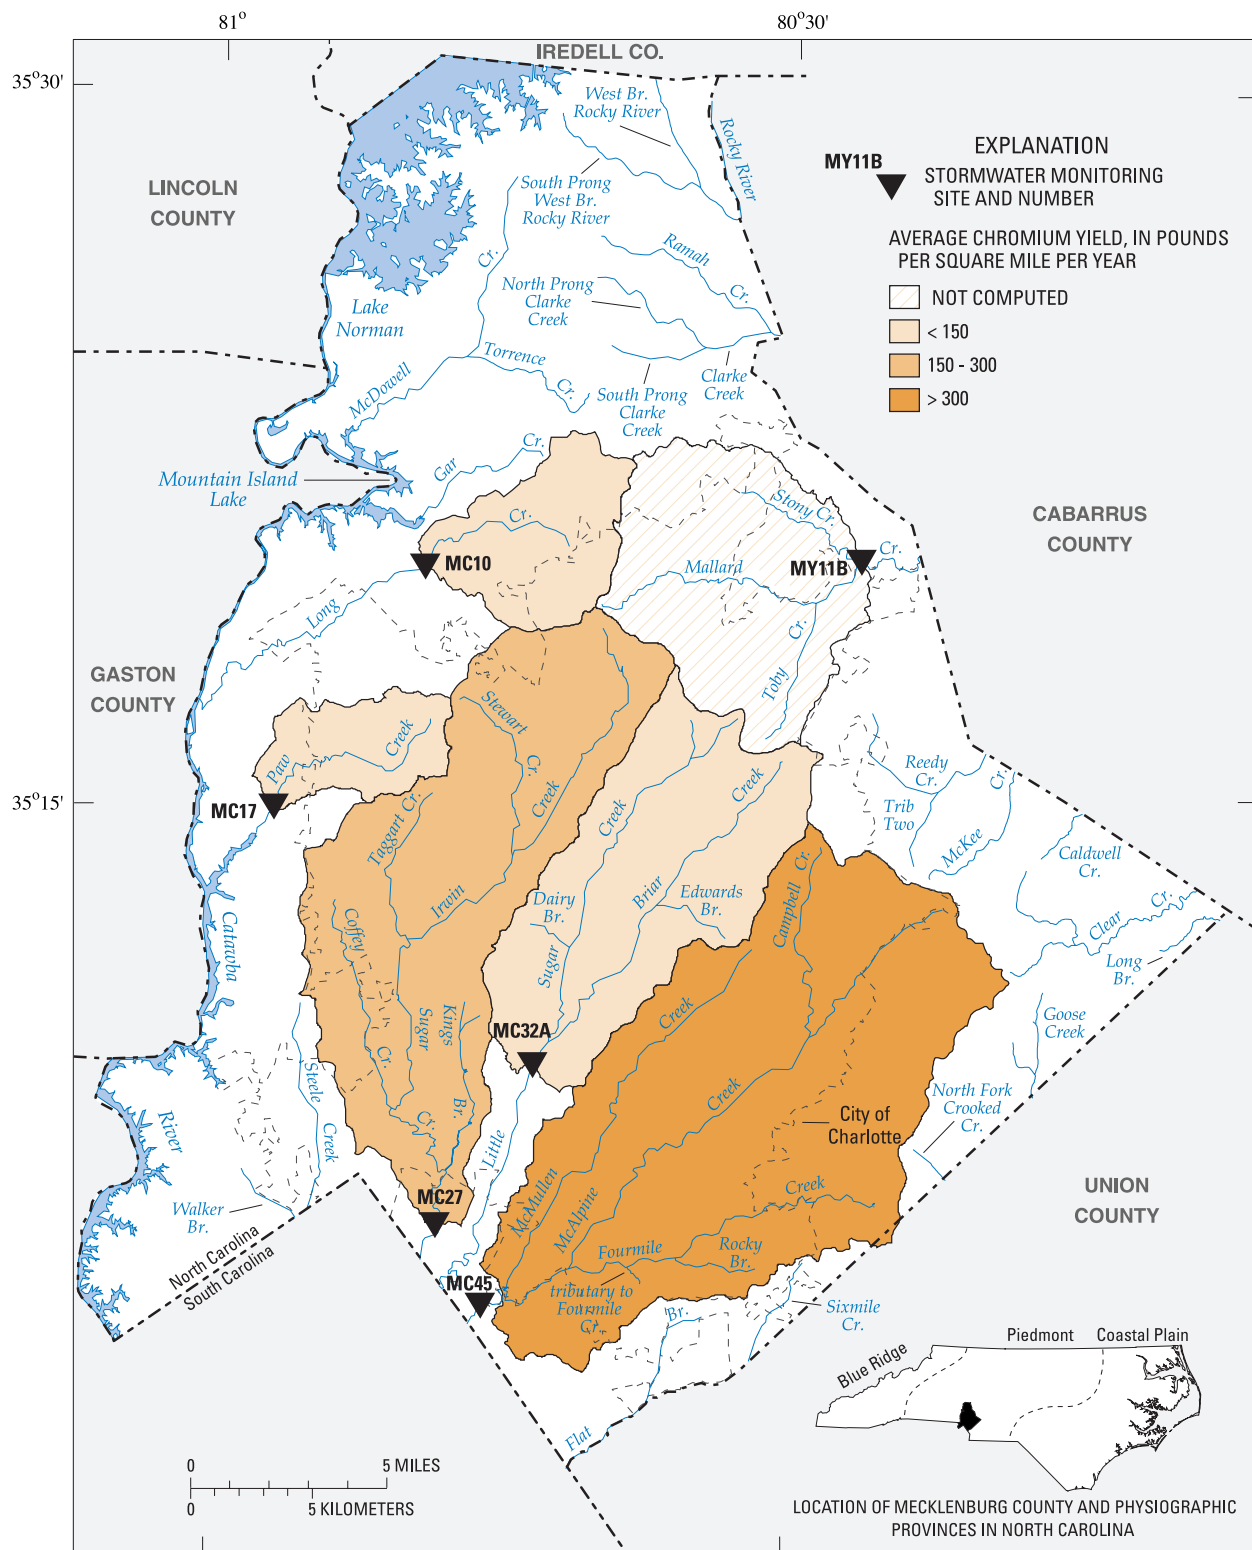 81°
80°30'
35°30'
IREDELL CO.
West Br.
Rocky River
Rocky River
EXPLANATION
MY11B
STORMWATER MONITORING
SITE AND NUMBER
LINCOLN
COUNTY
South Prong
West Br.
Rocky River
AVERAGE CHROMIUM YIELD, IN POUNDS
PER SQUARE MILE PER YEAR
NOT COMPUTED
< 150
150 - 300
> 300
Ramah
Cr.
Cr.
North Prong
Clarke
Creek
Lake
Norman
Torrence
Cr.
McDowell
Clarke
Creek
South Prong
Clarke
Creek
Gar
Cr.
Mountain Island
Lake
Stony Cr.
CABARRUS
COUNTY
Cr.
MC10
Mallard
MY11B
Cr.
Long
Cr.
Toby
GASTON
COUNTY
Stewart
Cr.
Paw
Creek
Reedy
Cr.
Cr.
35°15'
MC17
Creek
Creek
Creek
Trib
Two
McKee
Taggart Cr.
Caldwell
Cr.
Irwin
Dairy
Br.
Briar
Edwards
Br.
Campbell
Cr.
Clear
Cr.
Coffey
Catawba
Sugar
Long
Br.
Creek
Goose
Creek
Kings
Sugar
MC32A
Cr.
Steele
Creek
Creek
North Fork
Crooked
Cr.
City of
Charlotte
River
Cr.
Br.
Little
Walker
Br.
MC27
McMullen
McAlpine
Creek
UNION
COUNTY
North Carolina
South Carolina
Fourmile
Rocky
Br.
MC45
tributary to
Fourmile
Cr.
Br.
Sixmile
Cr.
Flat
Blue Ridge
Piedmont
Coastal Plain
0
5 MILES
0
5 KILOMETERS
LOCATION OF MECKLENBURG COUNTY AND PHYSIOGRAPHIC
PROVINCES IN NORTH CAROLINA